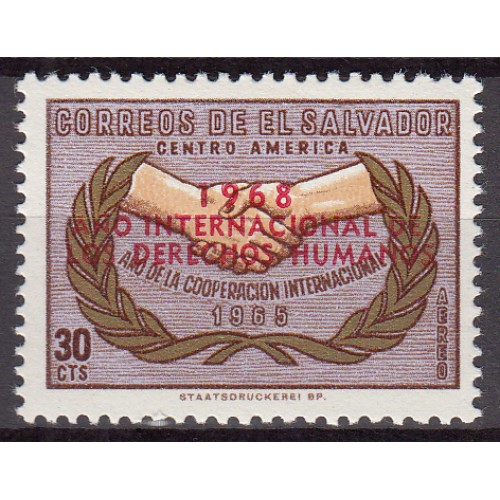 CORREOS DE EL SALVADOR
CENTRO AMERICA
1968
AÑO INTERNACIONAL DE
LOS DERECHOS HUMANOS
AÑO DE LA COOPERACION INTERNACIONAL
1965
30
CTS
AEREO
STAATSDRUCKEREI BP.